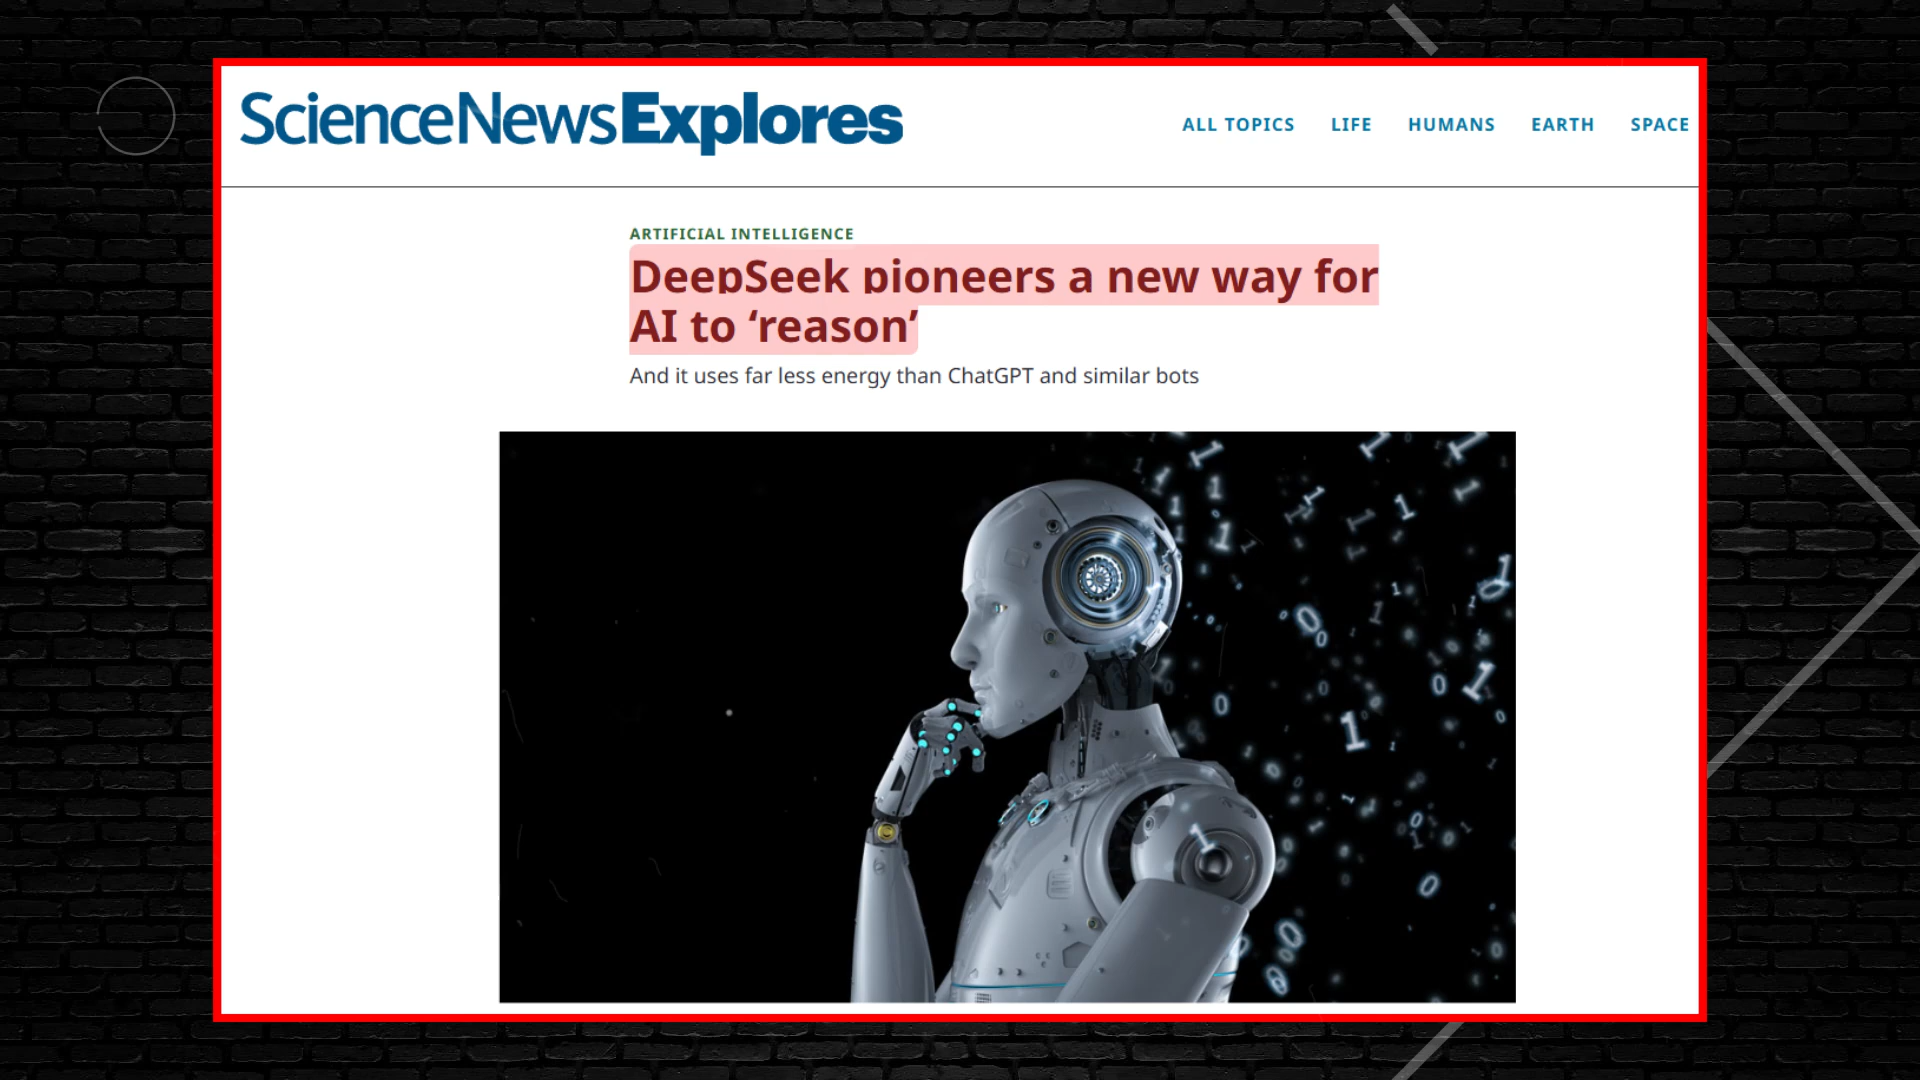 ScienceNewsExplores
ALL TOPICS LIFE HUMANS EARTH SPACE
ARTIFICIAL INTELLIGENCE
DeepSeek pioneers a new way for
AI to ‘reason’
And it uses far less energy than ChatGPT and similar bots